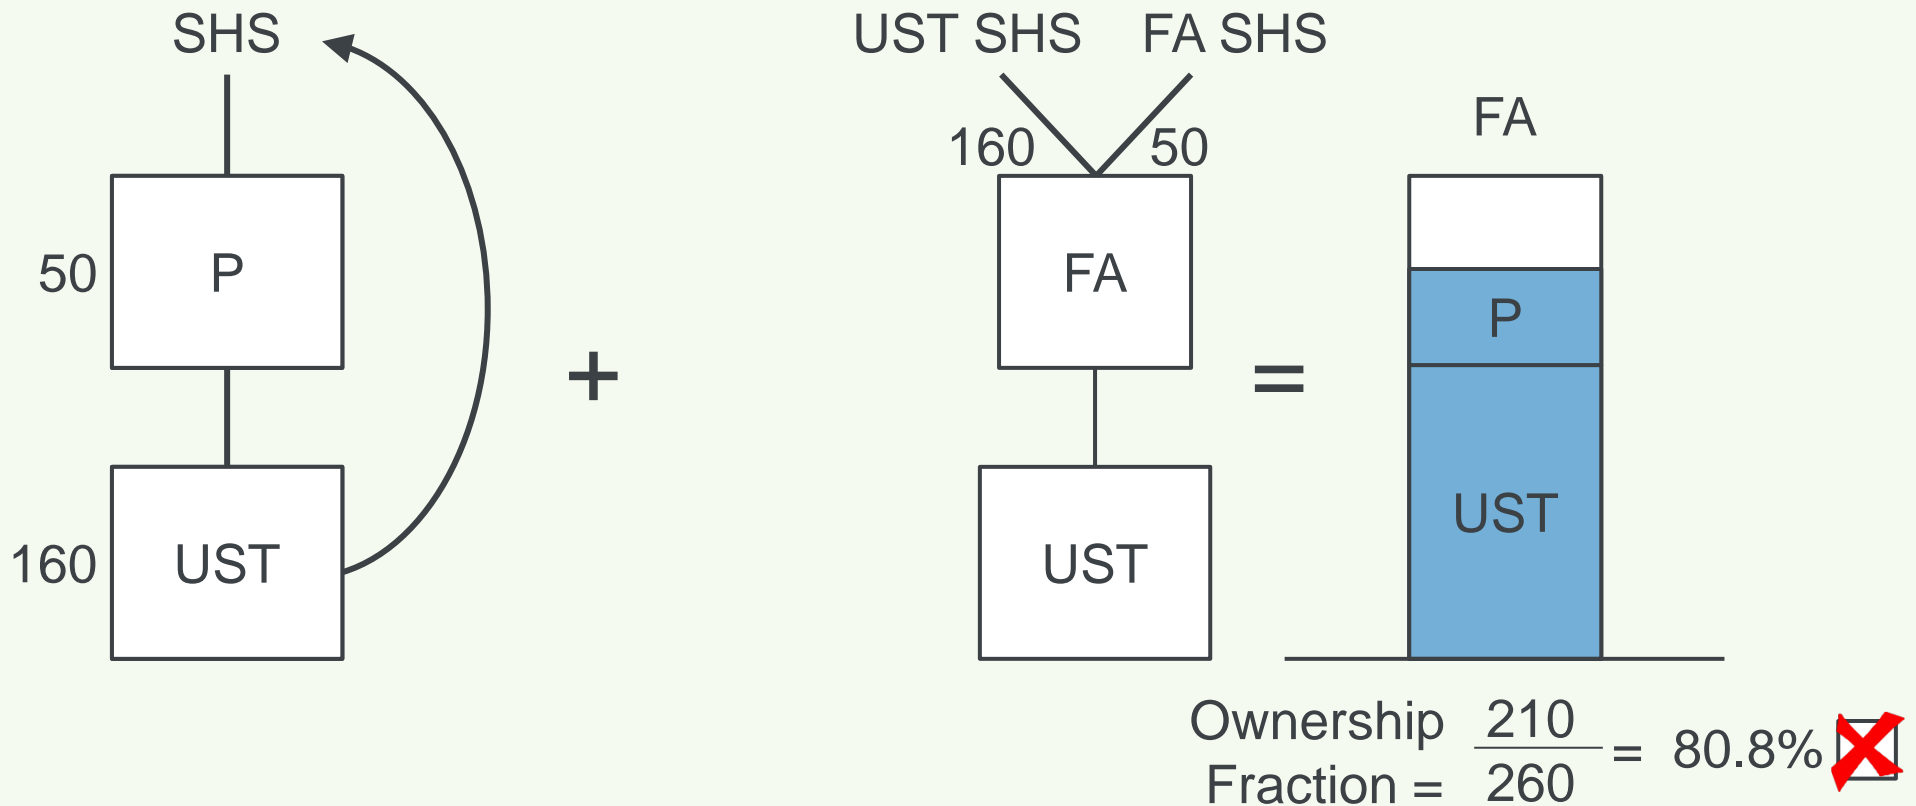 SHS
50
P
160
UST
+
UST SHS
FA SHS
160
50
FA
UST
=
FA
P
UST
Ownership
Fraction =
210
260
= 80.8%